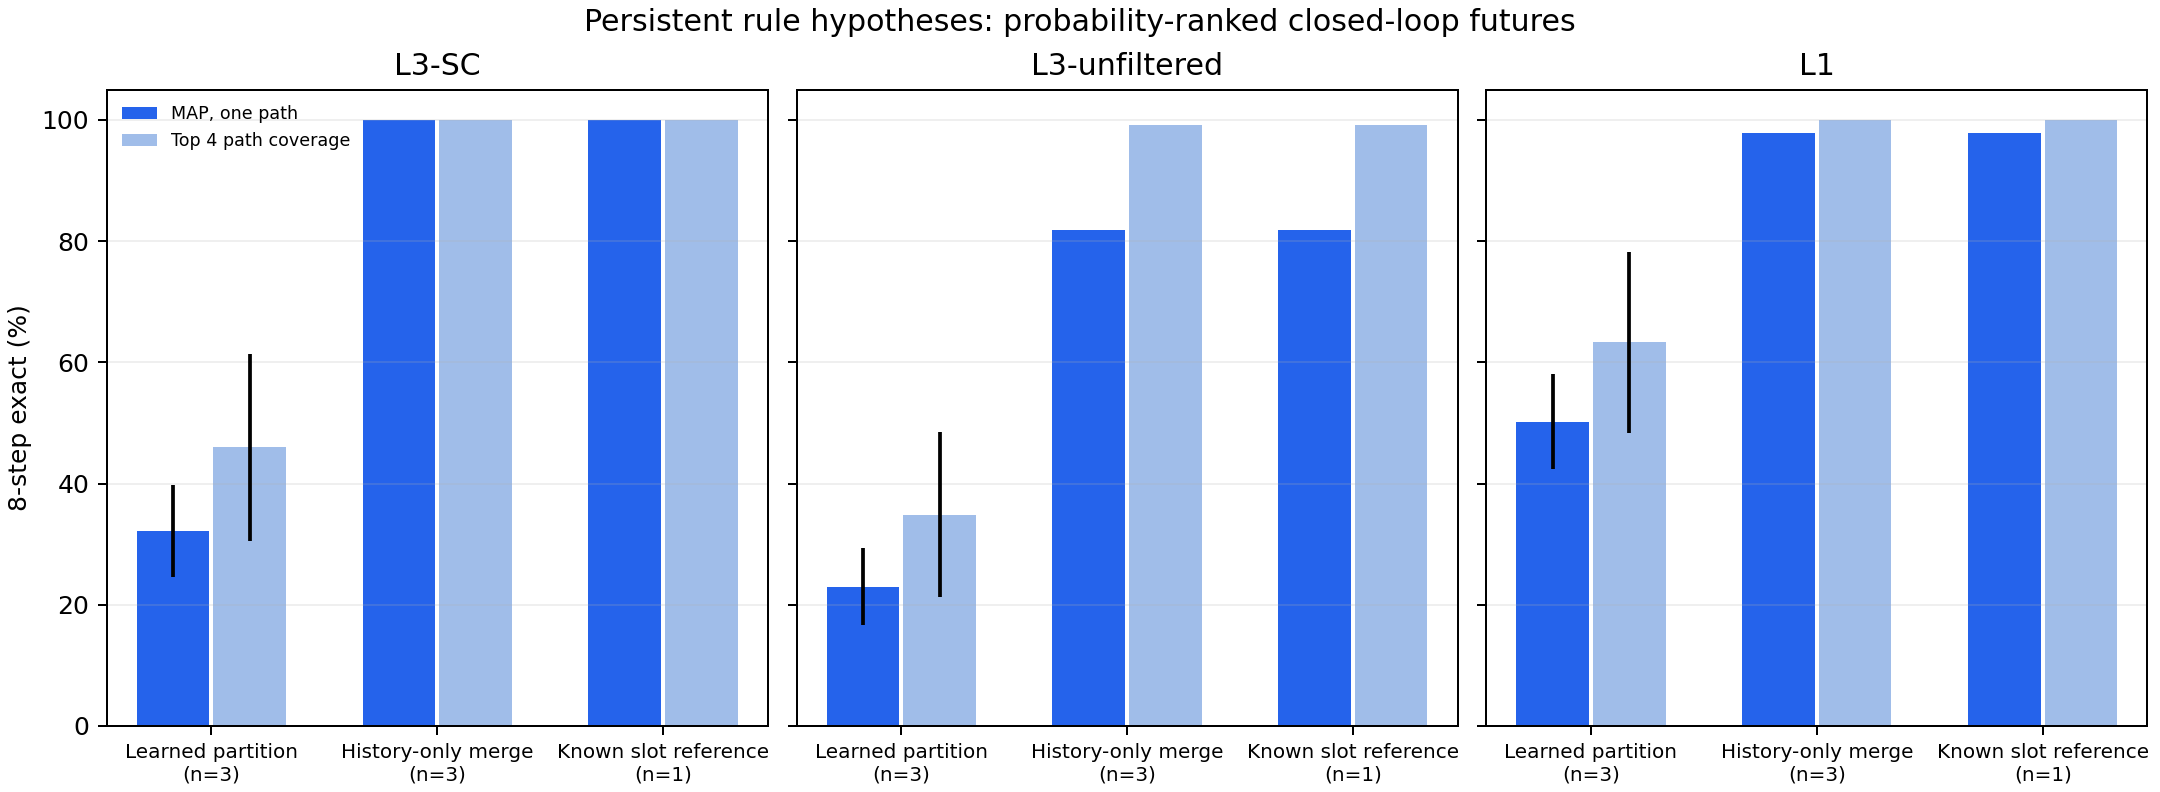 Persistent rule hypotheses: probability-ranked closed-loop futures
L3-SC
L3-unfiltered
L1
MAP, one path
Top 4 path coverage
8-step exact (%)
100
80
60
40
20
0
Learned partition
(n=3)
History-only merge
(n=3)
Known slot reference
(n=1)
Learned partition
(n=3)
History-only merge
(n=3)
Known slot reference
(n=1)
Learned partition
(n=3)
History-only merge
(n=3)
Known slot reference
(n=1)